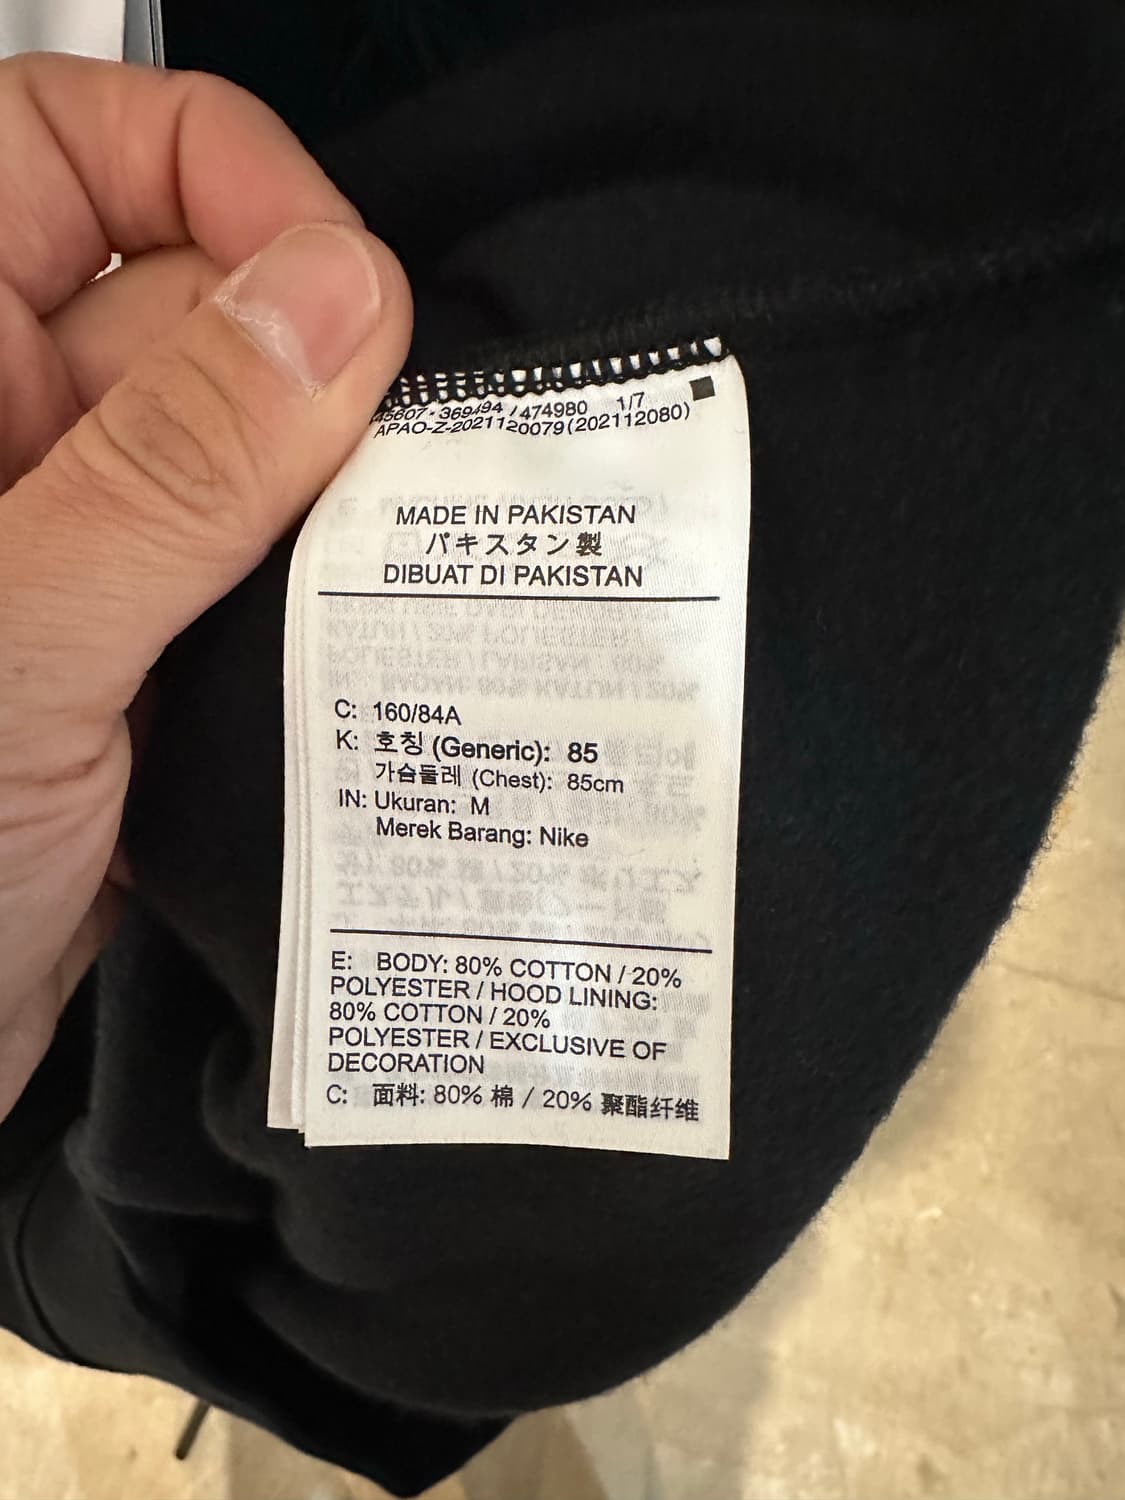 45607 - 369494 / 474980 1/7
APAO-Z-2021120079(202112080)
MADE IN PAKISTAN
パキスタン製
DIBUAT DI PAKISTAN
C: 160/84A
K: 호칭 (Generic): 85
가슴둘레 (Chest): 85cm
IN: Ukuran: M
Merek Barang: Nike
E: BODY: 80% COTTON / 20%
POLYESTER / HOOD LINING:
80% COTTON / 20%
POLYESTER / EXCLUSIVE OF
DECORATION
C: 面料: 80% 棉 / 20% 聚酯纤维